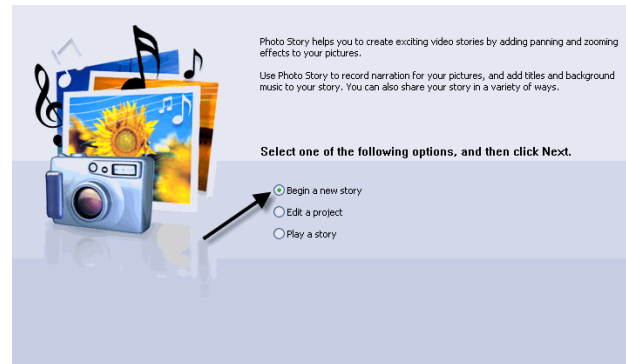 Photo Story helps you to create exciting video stories by adding panning and zooming
effects to your pictures.
Use Photo Story to record narration for your pictures, and add titles and background
music to your story. You can also share your story in a variety of ways.
Select one of the following options, and then click Next.
Begin a new story
Edit a project
Play a story